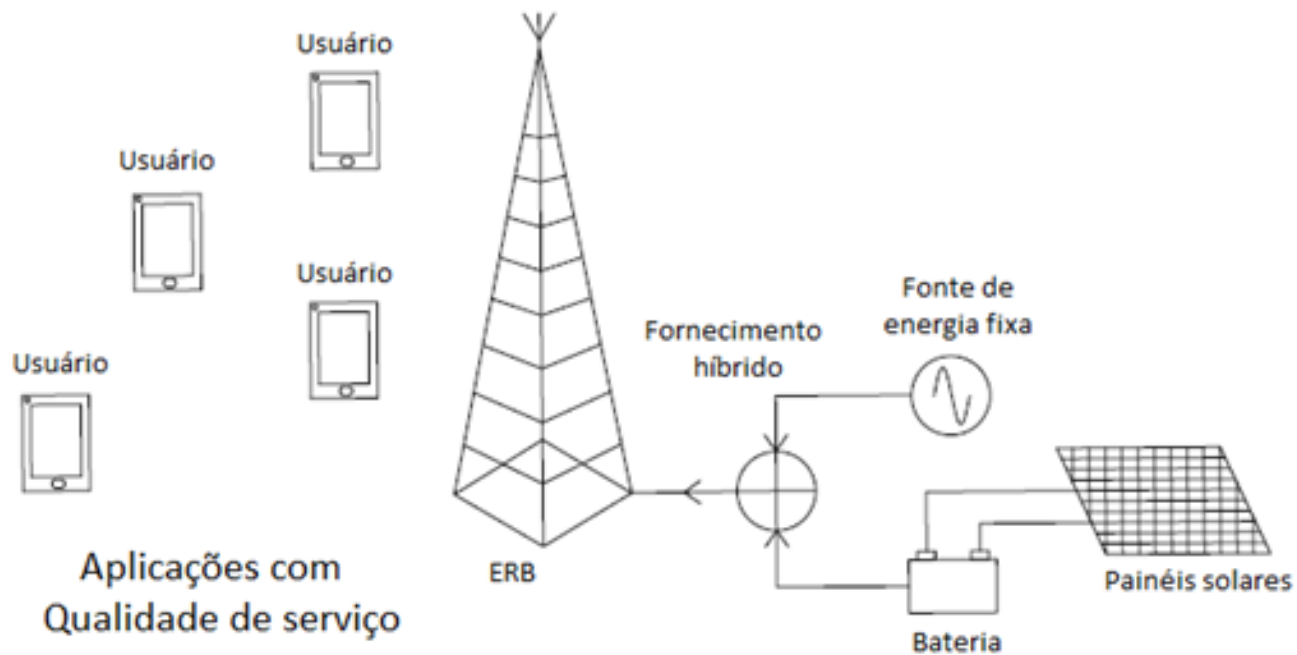 Usuário
Usuário
Usuário
Usuário
Aplicações com
Qualidade de serviço
ERB
Fornecimento
híbrido
Fonte de
energia fixa
Bateria
Painéis solares